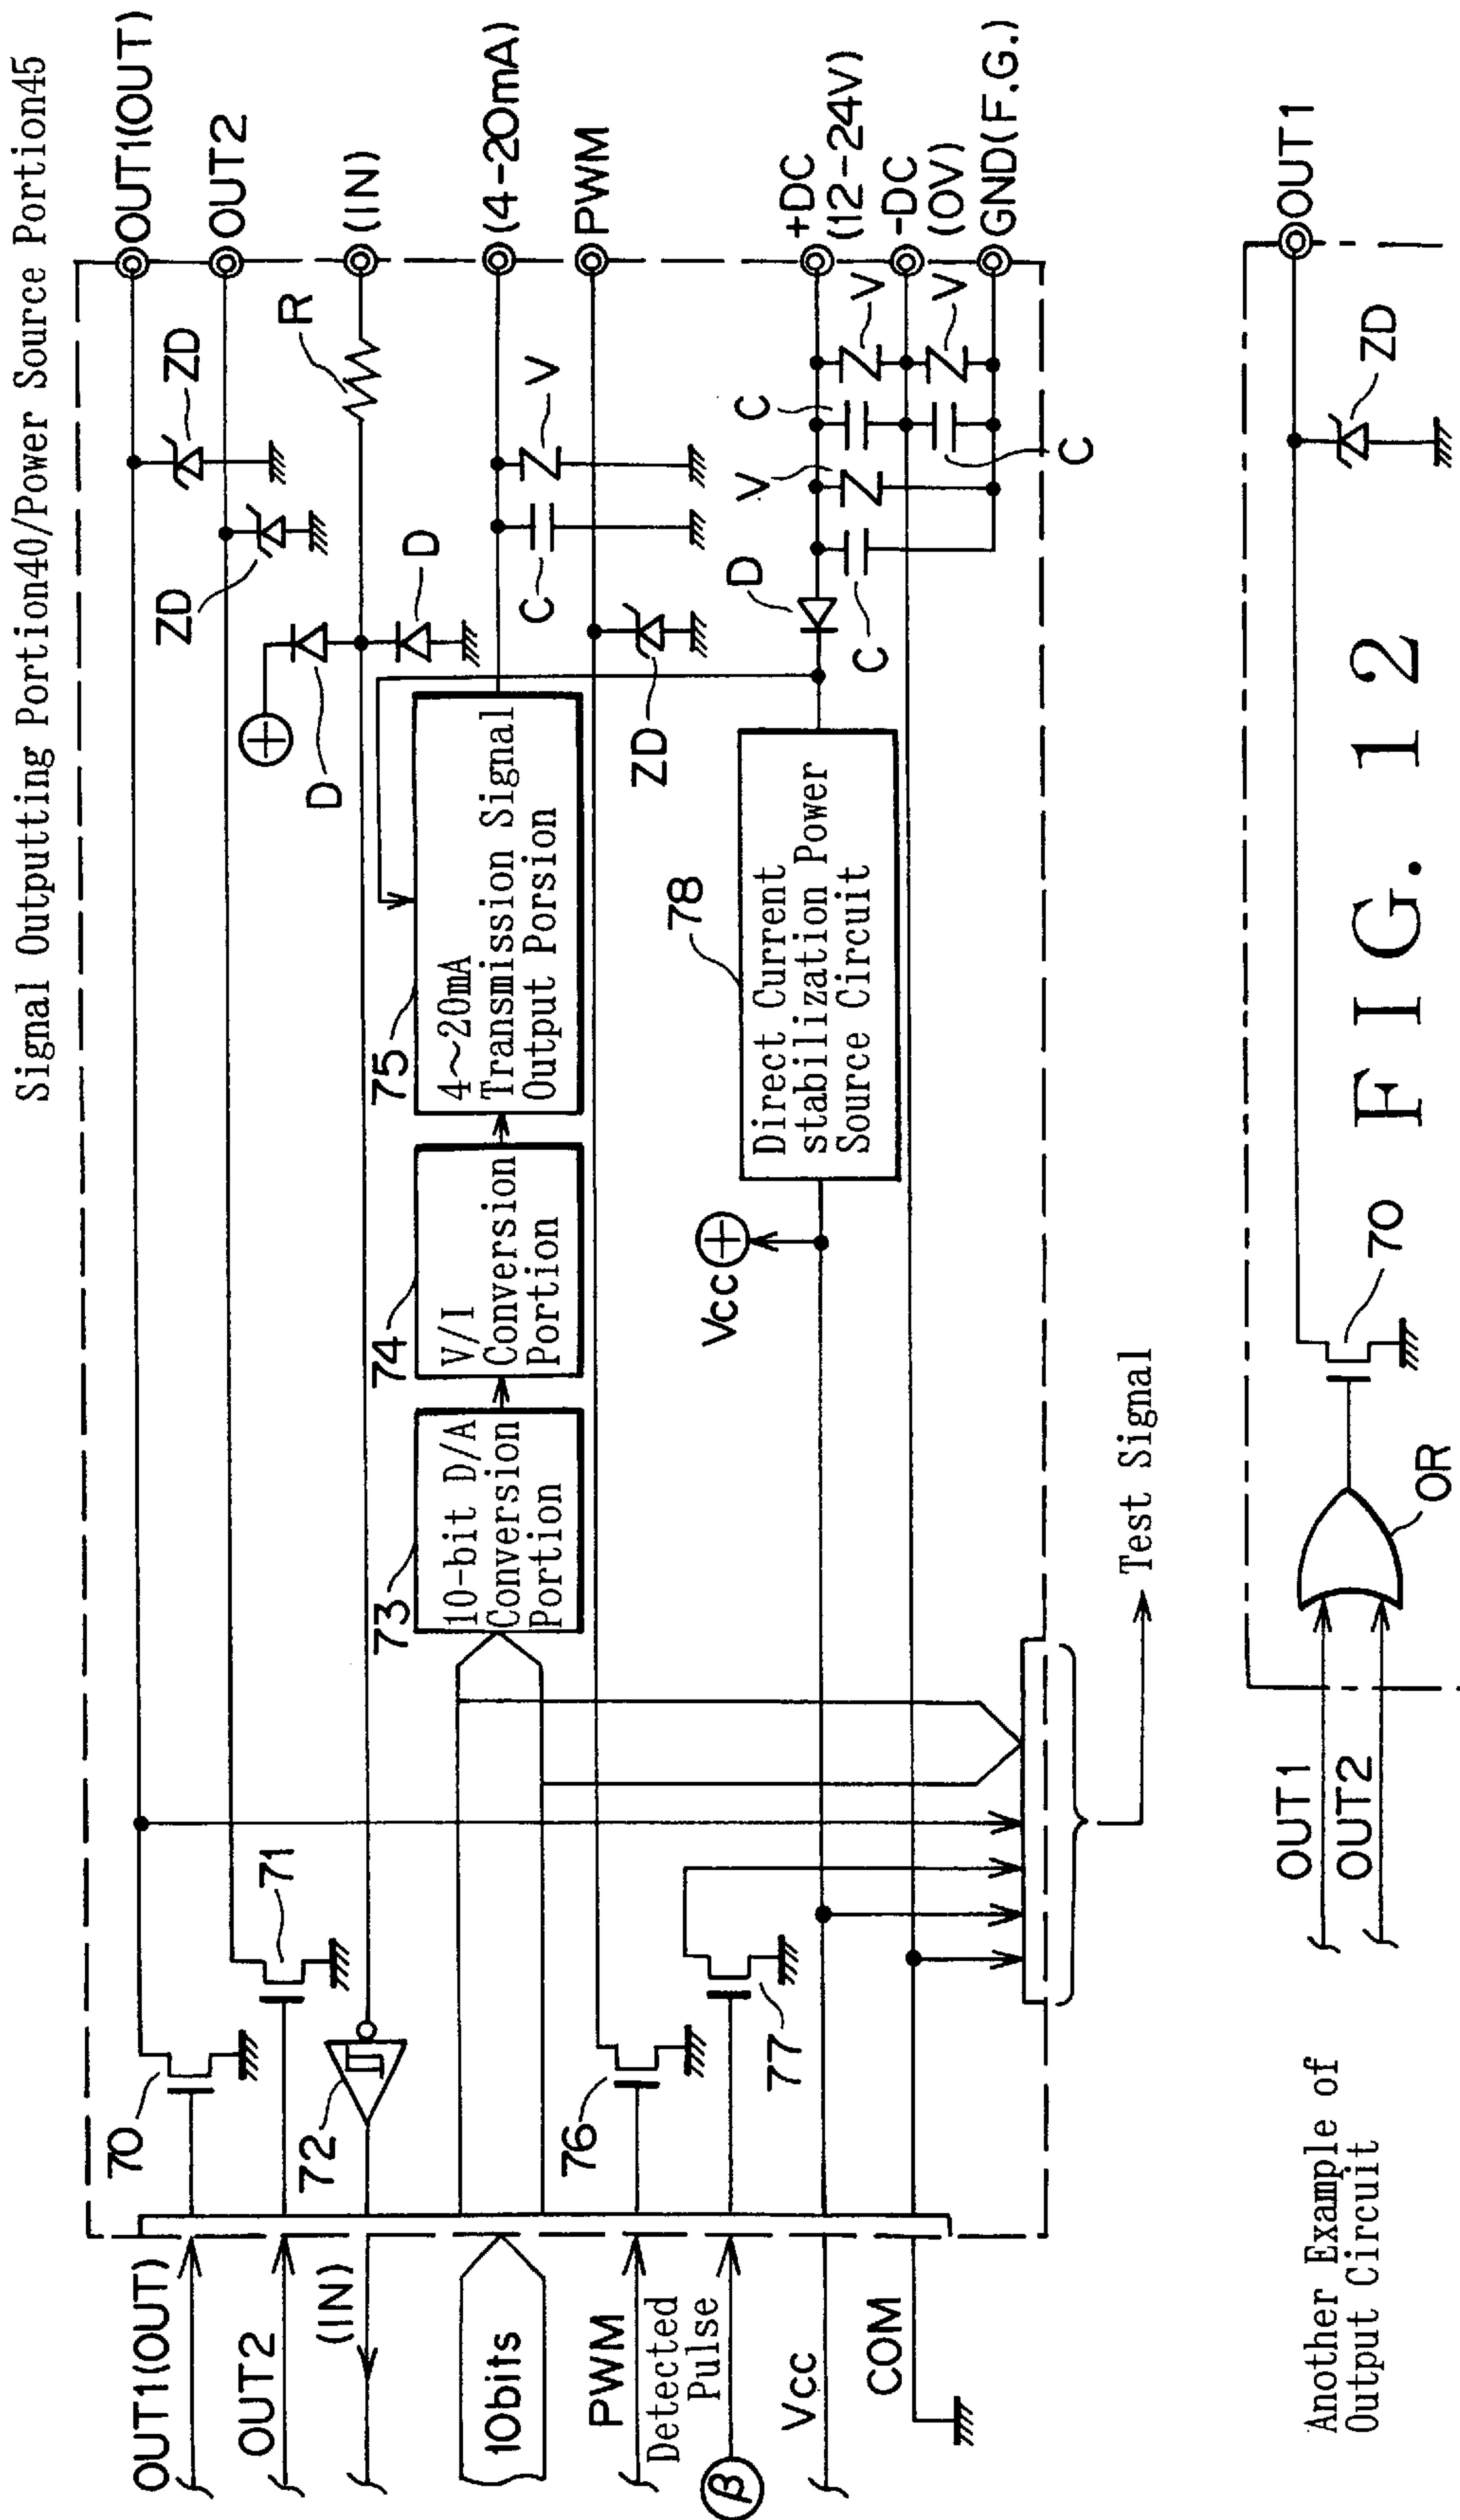 Signal Outputting Portion40/Power Source Portion45
OUT1(OUT)
OUT2
(IN)
10bits
PWM
Detected
Pulse
β
Vcc
COM
70
71
72
76
77
73
10-bit D/A
Conversion
Portion
74
V/I
Conversion
Portion
75
4~20mA
Transmission Signal
Output Porsion
78
Direct Current
stabilization Power
Source Circuit
Vcc
D
D
ZD
ZD
R
C
V
ZD
D
C
V
C
C
V
V
OUT1(OUT)
OUT2
(IN)
(4-20mA)
PWM
+DC
(12-24V)
-DC
(0V)
GND(F.G.)
Test Signal
Another Example of
Output Circuit
OUT1
OUT2
OR
70
ZD
OUT1
FIG. 12